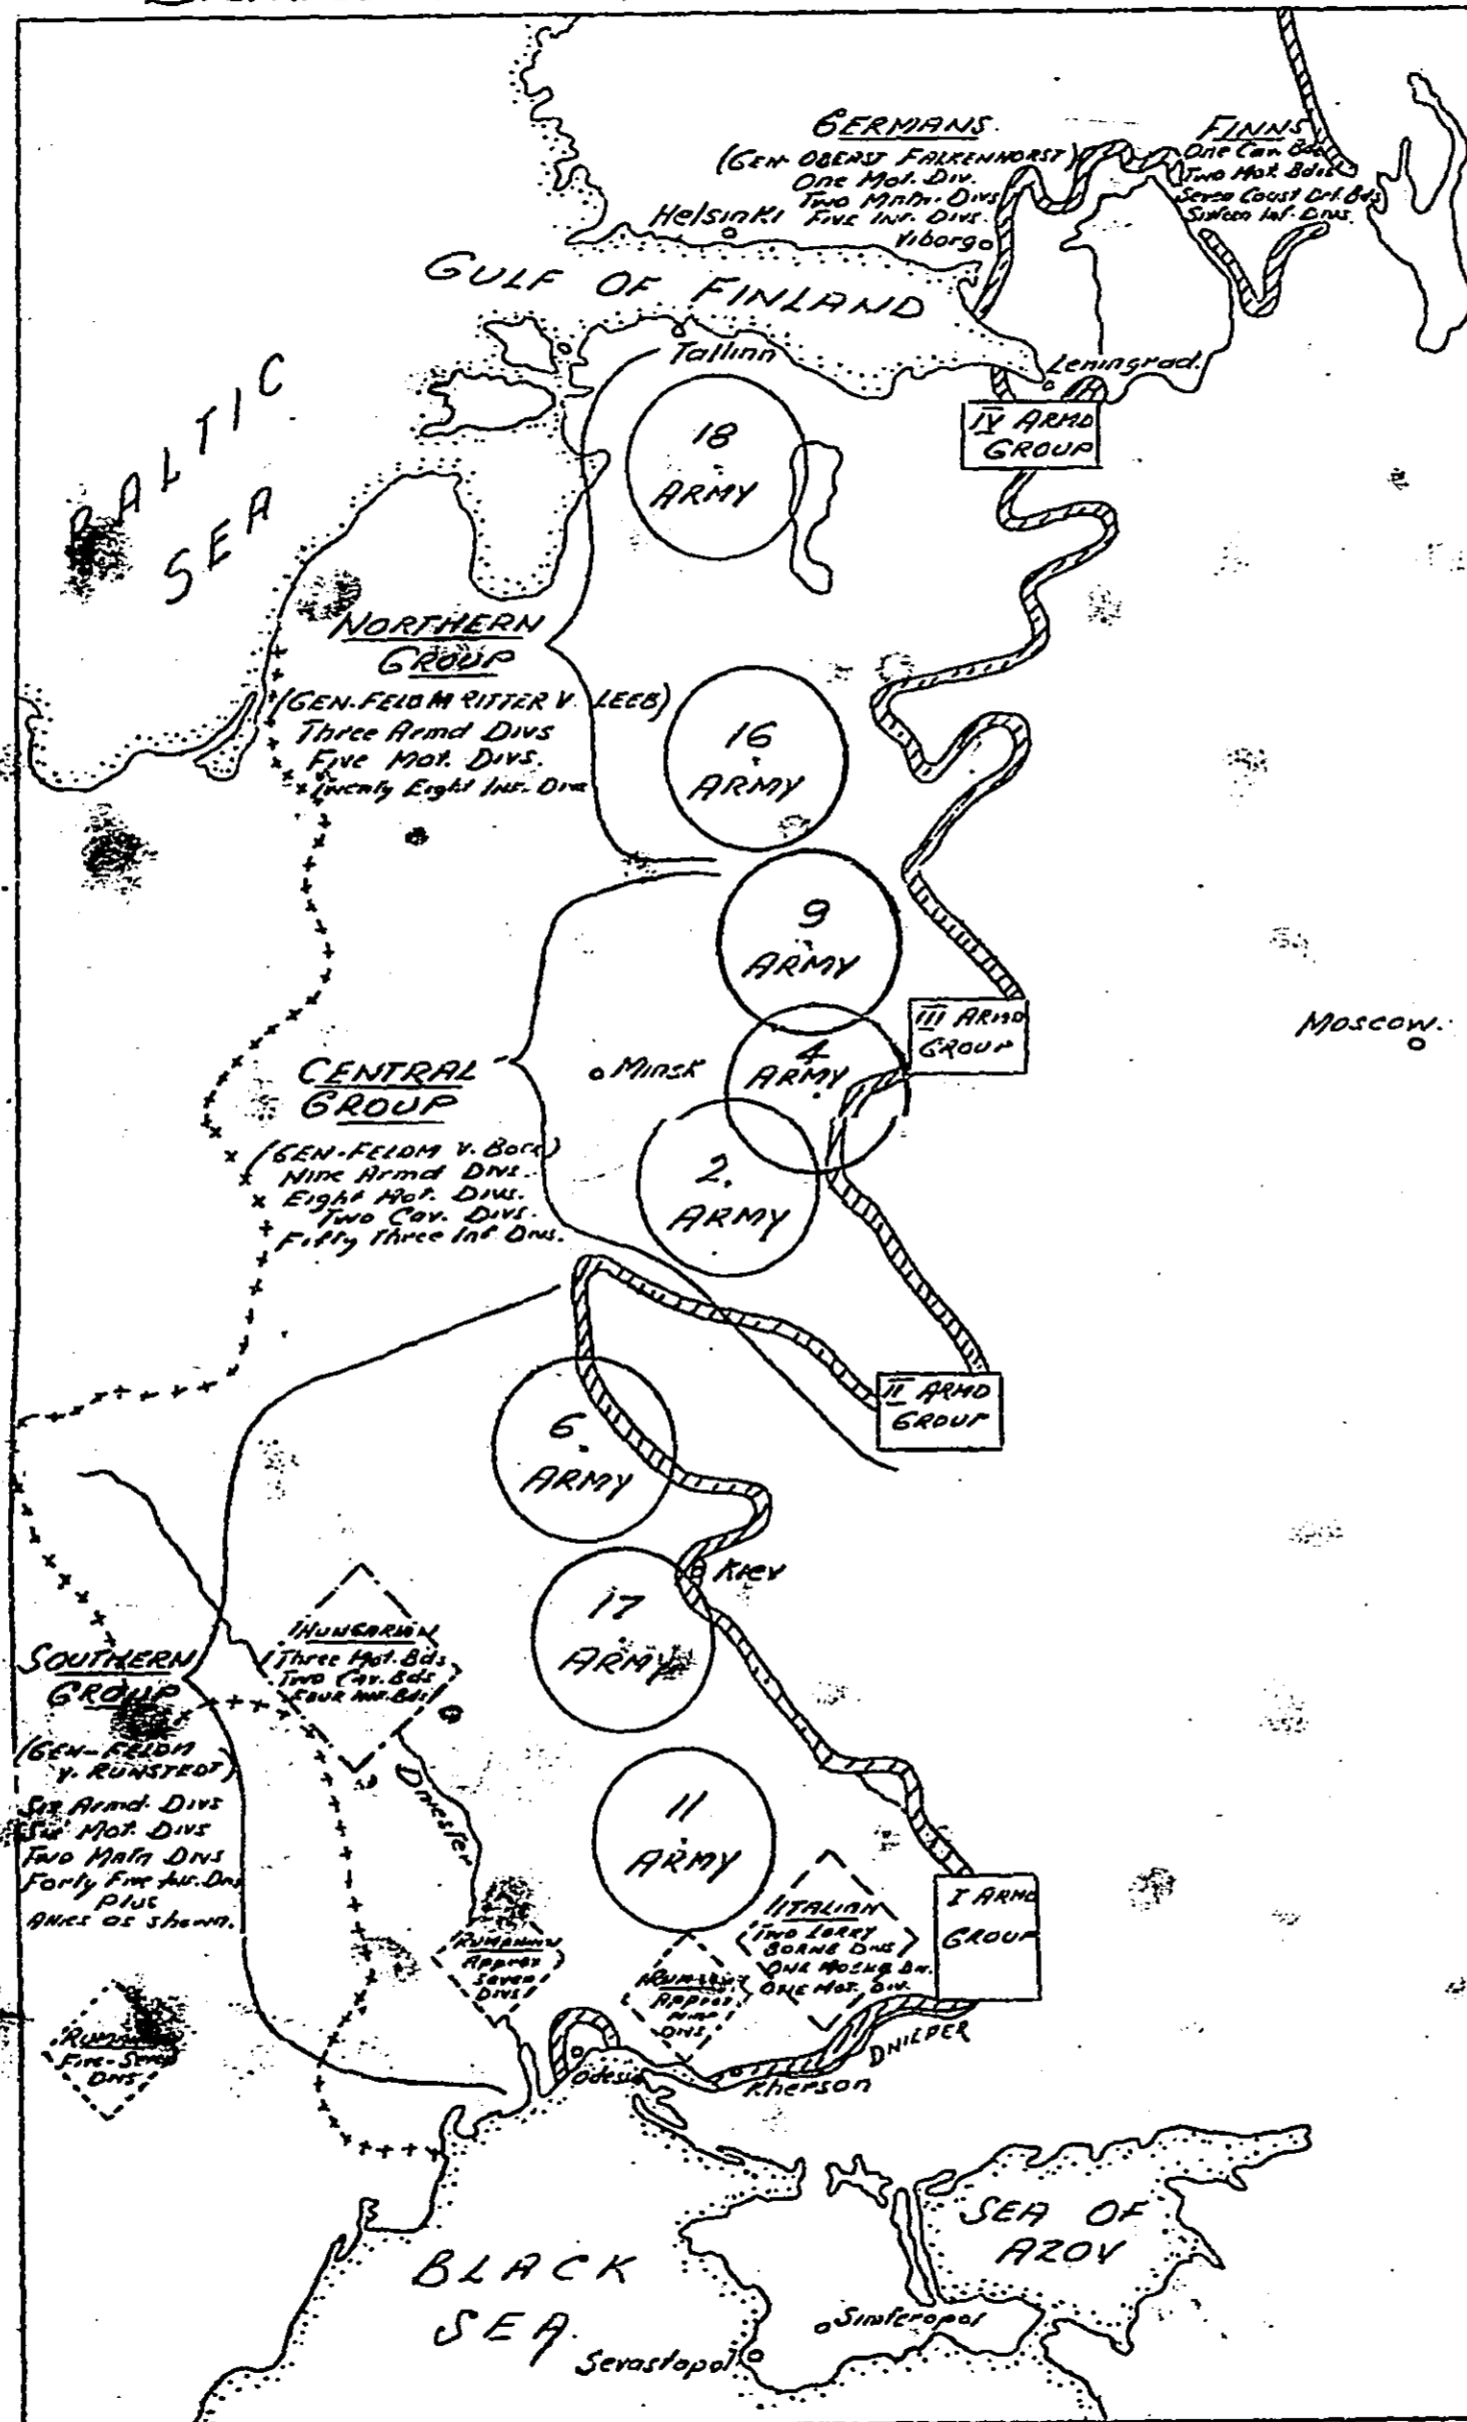 GERMANS.
(GEN-OBERST FALKENHORST)
One Mot. Div.
Two Mntn. Divs
Five Inf. Divs.
FINNS
One Cav. Bde
Two Mot. Bdes
Seven Coast Def. Bds
Sixteen Inf. Divs.
Helsinki
Viborg
GULF OF FINLAND
Tallinn
Leningrad.
BALTIC
SEA
18
ARMY
IV ARMD
GROUP
NORTHERN
GROUP
(GEN-FELDM RITTER V. LEEB)
Three Armd Divs
Five Mot. Divs.
Twenty Eight Inf. Divs
16
ARMY
9
ARMY
III ARMD
GROUP
Moscow.
4
ARMY
Minsk
CENTRAL
GROUP
(GEN-FELDM V. Bock)
Nine Armd Divs.
Eight Mot. Divs.
Two Cav. Divs.
Fifty Three Inf Divs.
2.
ARMY
II ARMD
GROUP
6.
ARMY
Kiev
17
ARMY
HUNGARIAN
Three Mot. Bds
Two Cav. Bds
FOUR INF. Bds
SOUTHERN
GROUP
(GEN-FELDM
V. RUNSTEDT)
Six Armd. Divs
Six Mot. Divs
Two Matn Divs
Forty Five Inf. Divs
Plus
Allies as shown.
Dniester
11
ARMY
I ARMD
GROUP
ITALIAN
TWO LORRY
BORNE DIVS
ONE MOT. DIV.
RUMANIAN
Approx
Seven
Divs
Approx
Divs
RUMANIAN
Five-Seven
Divs
DNIEPER
Odessa
Kherson
SEA OF
AZOV
BLACK
SEA.
Simferopol
Sevastopol